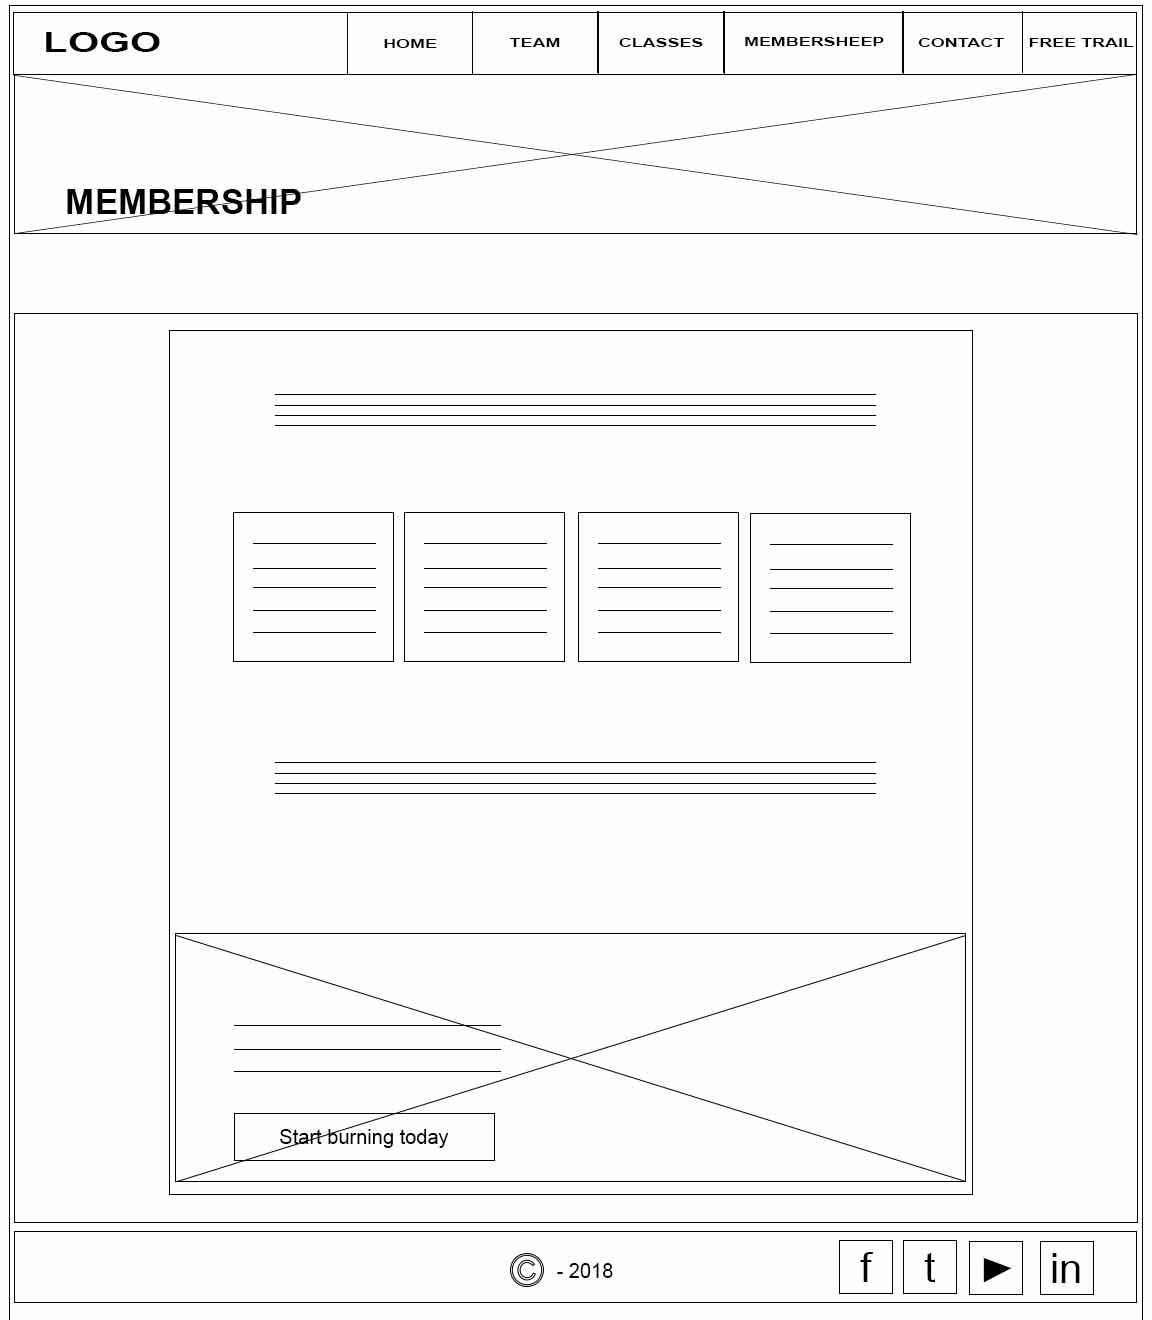 LOGO HOME TEAM CLASSES MEMBERSHEEP CONTACT FREE TRAIL
MEMBERSHIP
Start burning today
© - 2018 f t in